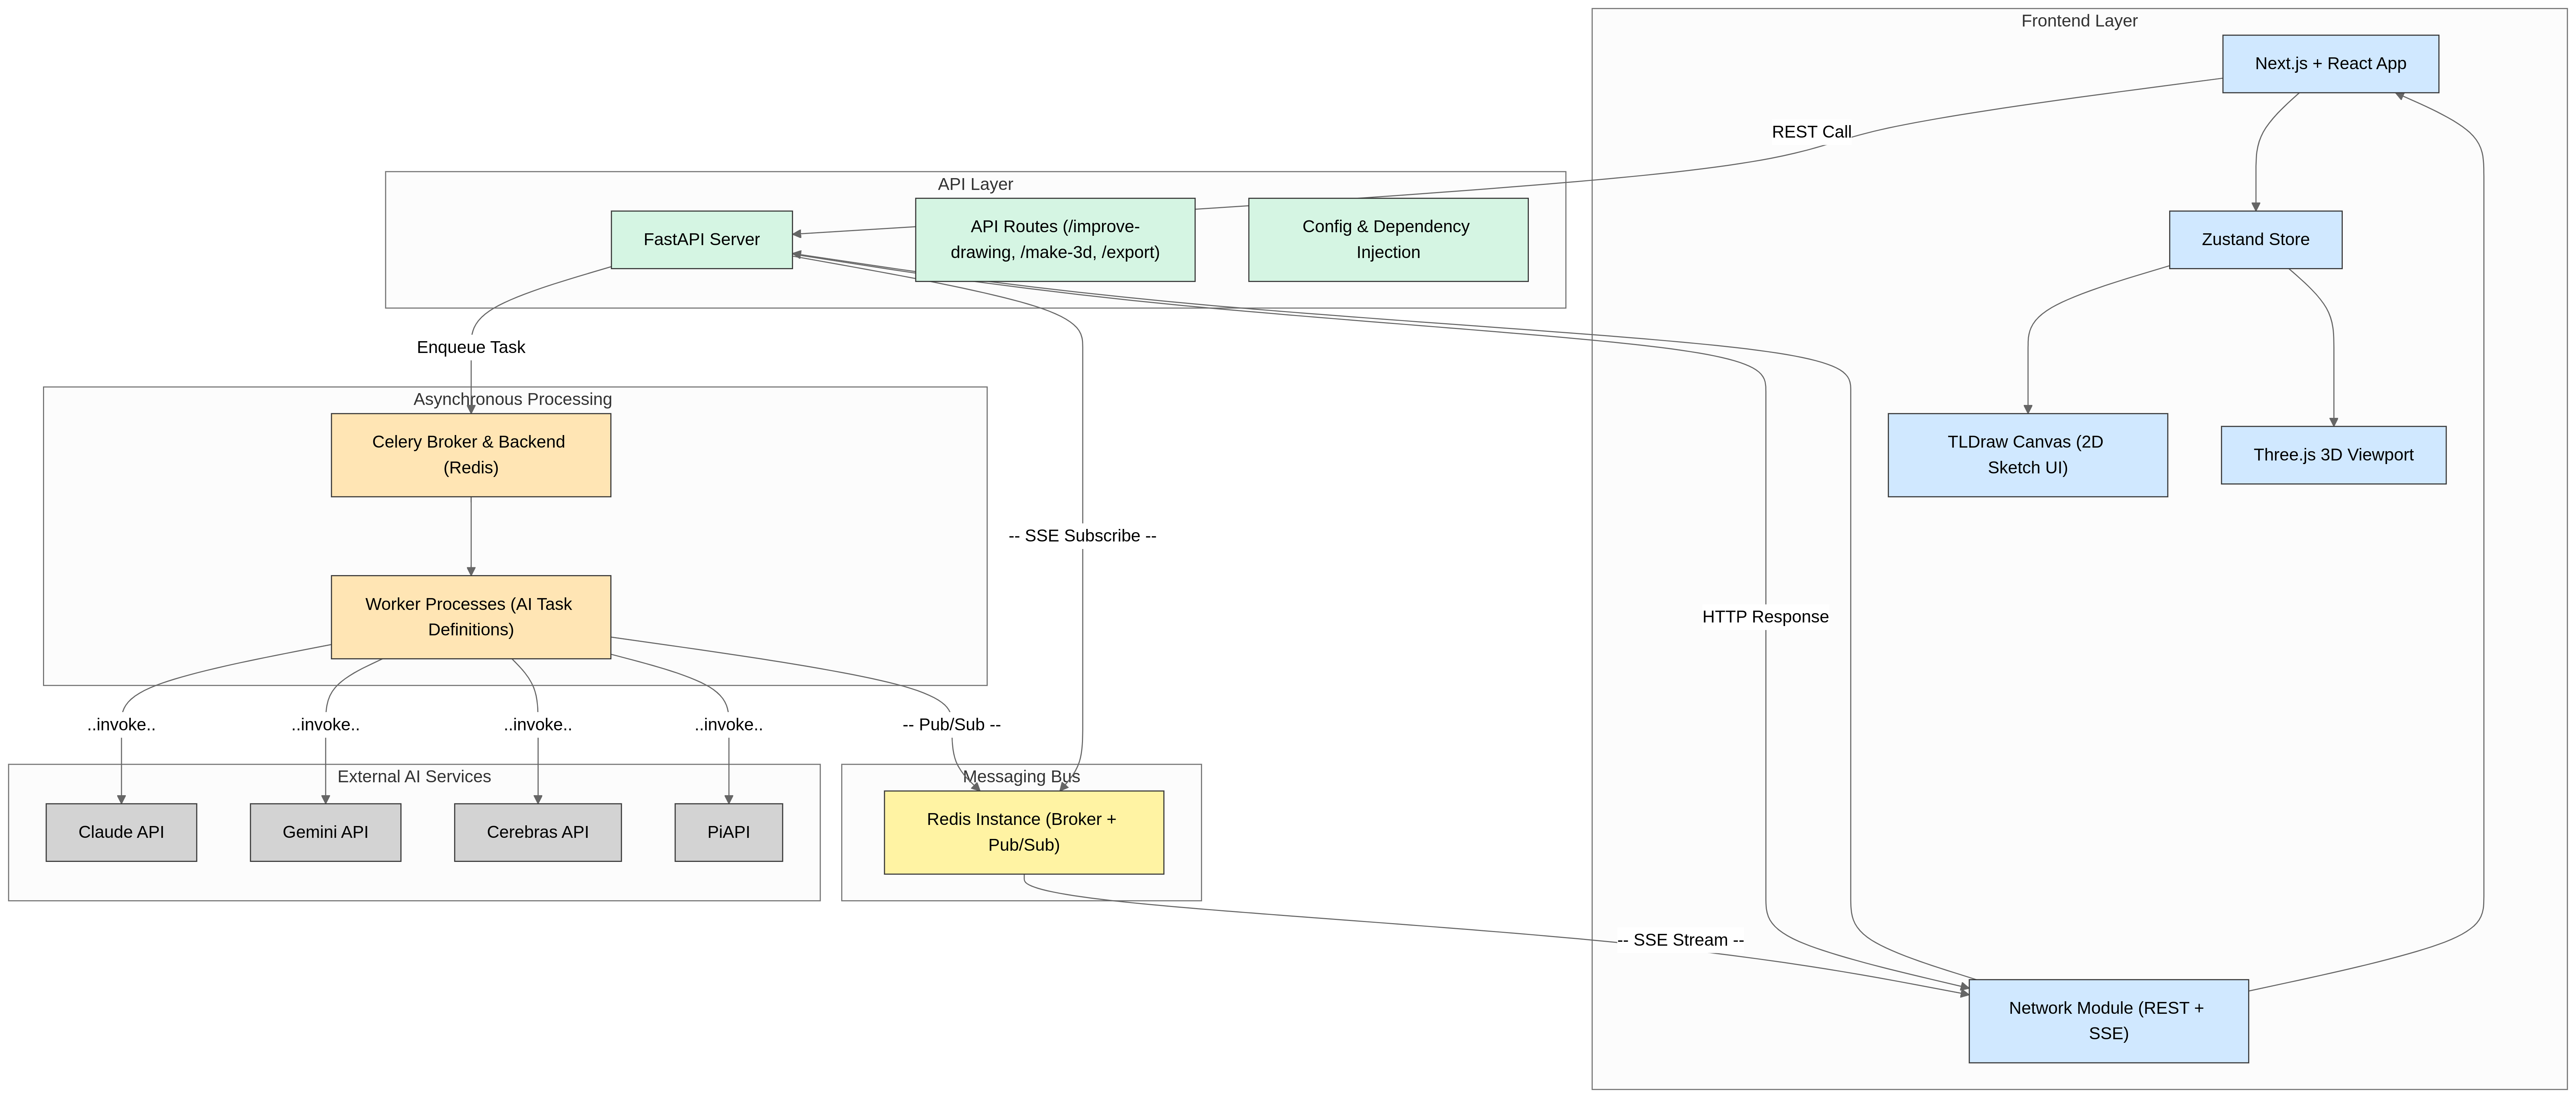 Frontend Layer
Next.js + React App
REST Call
API Layer
FastAPI Server
API Routes (/improve-
drawing, /make-3d, /export)
Config & Dependency
Injection
Zustand Store
Enqueue Task
Asynchronous Processing
Celery Broker & Backend
(Redis)
TLDraw Canvas (2D
Sketch UI)
Three.js 3D Viewport
-- SSE Subscribe --
Worker Processes (AI Task
Definitions)
HTTP Response
..invoke..
..invoke..
..invoke..
..invoke..
-- Pub/Sub --
External AI Services
Claude API
Gemini API
Cerebras API
PiAPI
Messaging Bus
Redis Instance (Broker +
Pub/Sub)
-- SSE Stream --
Network Module (REST +
SSE)